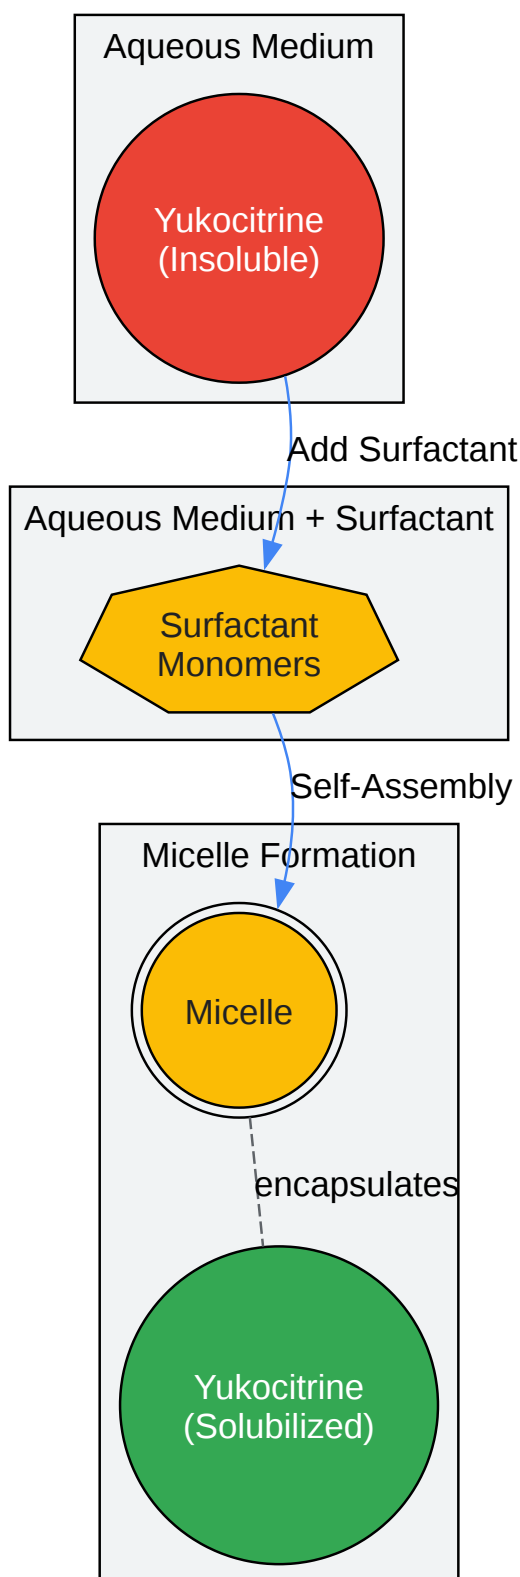 Aqueous Medium
Yukocitrine
(Insoluble)
Add Surfactant
Aqueous Medium + Surfactant
Surfactant
Monomers
Self-Assembly
Micelle Formation
Micelle
encapsulates
Yukocitrine
(Solubilized)